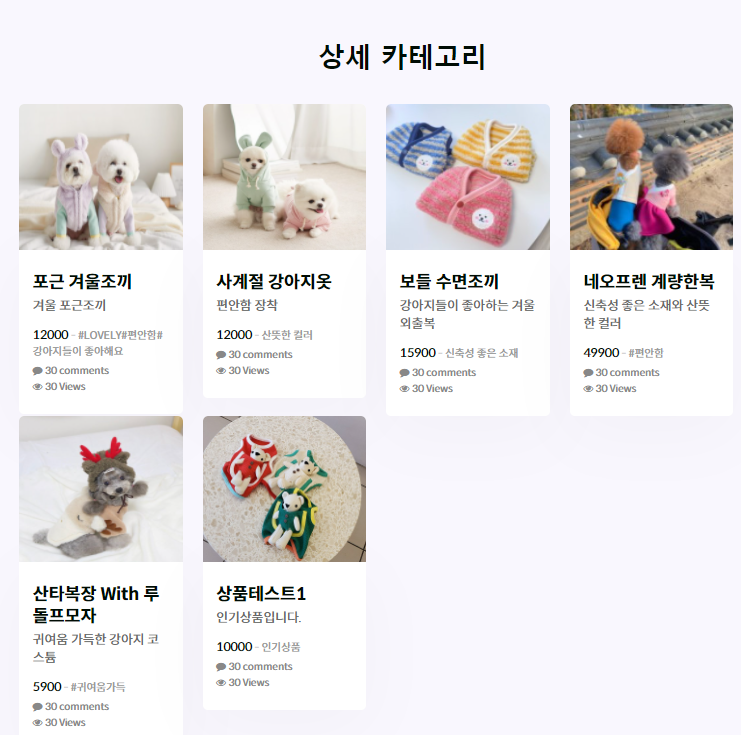 상세 카테고리
포근 겨울조끼
겨울 포근조끼
12000 - #LOVELY#편안함#
강아지들이 좋아해요
30 comments
30 Views
사계절 강아지옷
편안함 장착
12000 - 산뜻한 컬러
30 comments
30 Views
보들 수면조끼
강아지들이 좋아하는 겨울
외출복
15900 - 신축성 좋은 소재
30 comments
30 Views
네오프렌 계량한복
신축성 좋은 소재와 산뜻
한 컬러
49900 - #편안함
30 comments
30 Views
산타복장 With 루
돌프모자
귀여움 가득한 강아지 코
스튬
5900 - #귀여움가득
30 comments
30 Views
상품테스트1
인기상품입니다.
10000 - 인기상품
30 comments
30 Views